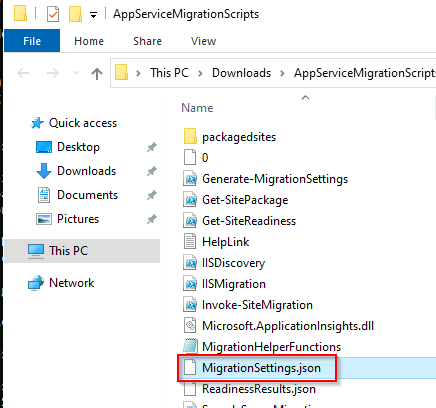 AppServiceMigrationScripts
File
Home
Share
View
This PC > Downloads > AppServiceMigrationScripts
Name
Quick access
Desktop
Downloads
Documents
Pictures
This PC
Network
packagedsites
0
Generate-MigrationSettings
Get-SitePackage
Get-SiteReadiness
HelpLink
IISDiscovery
IISMigration
Invoke-SiteMigration
Microsoft.ApplicationInsights.dll
MigrationHelperFunctions
MigrationSettings.json
ReadinessResults.json